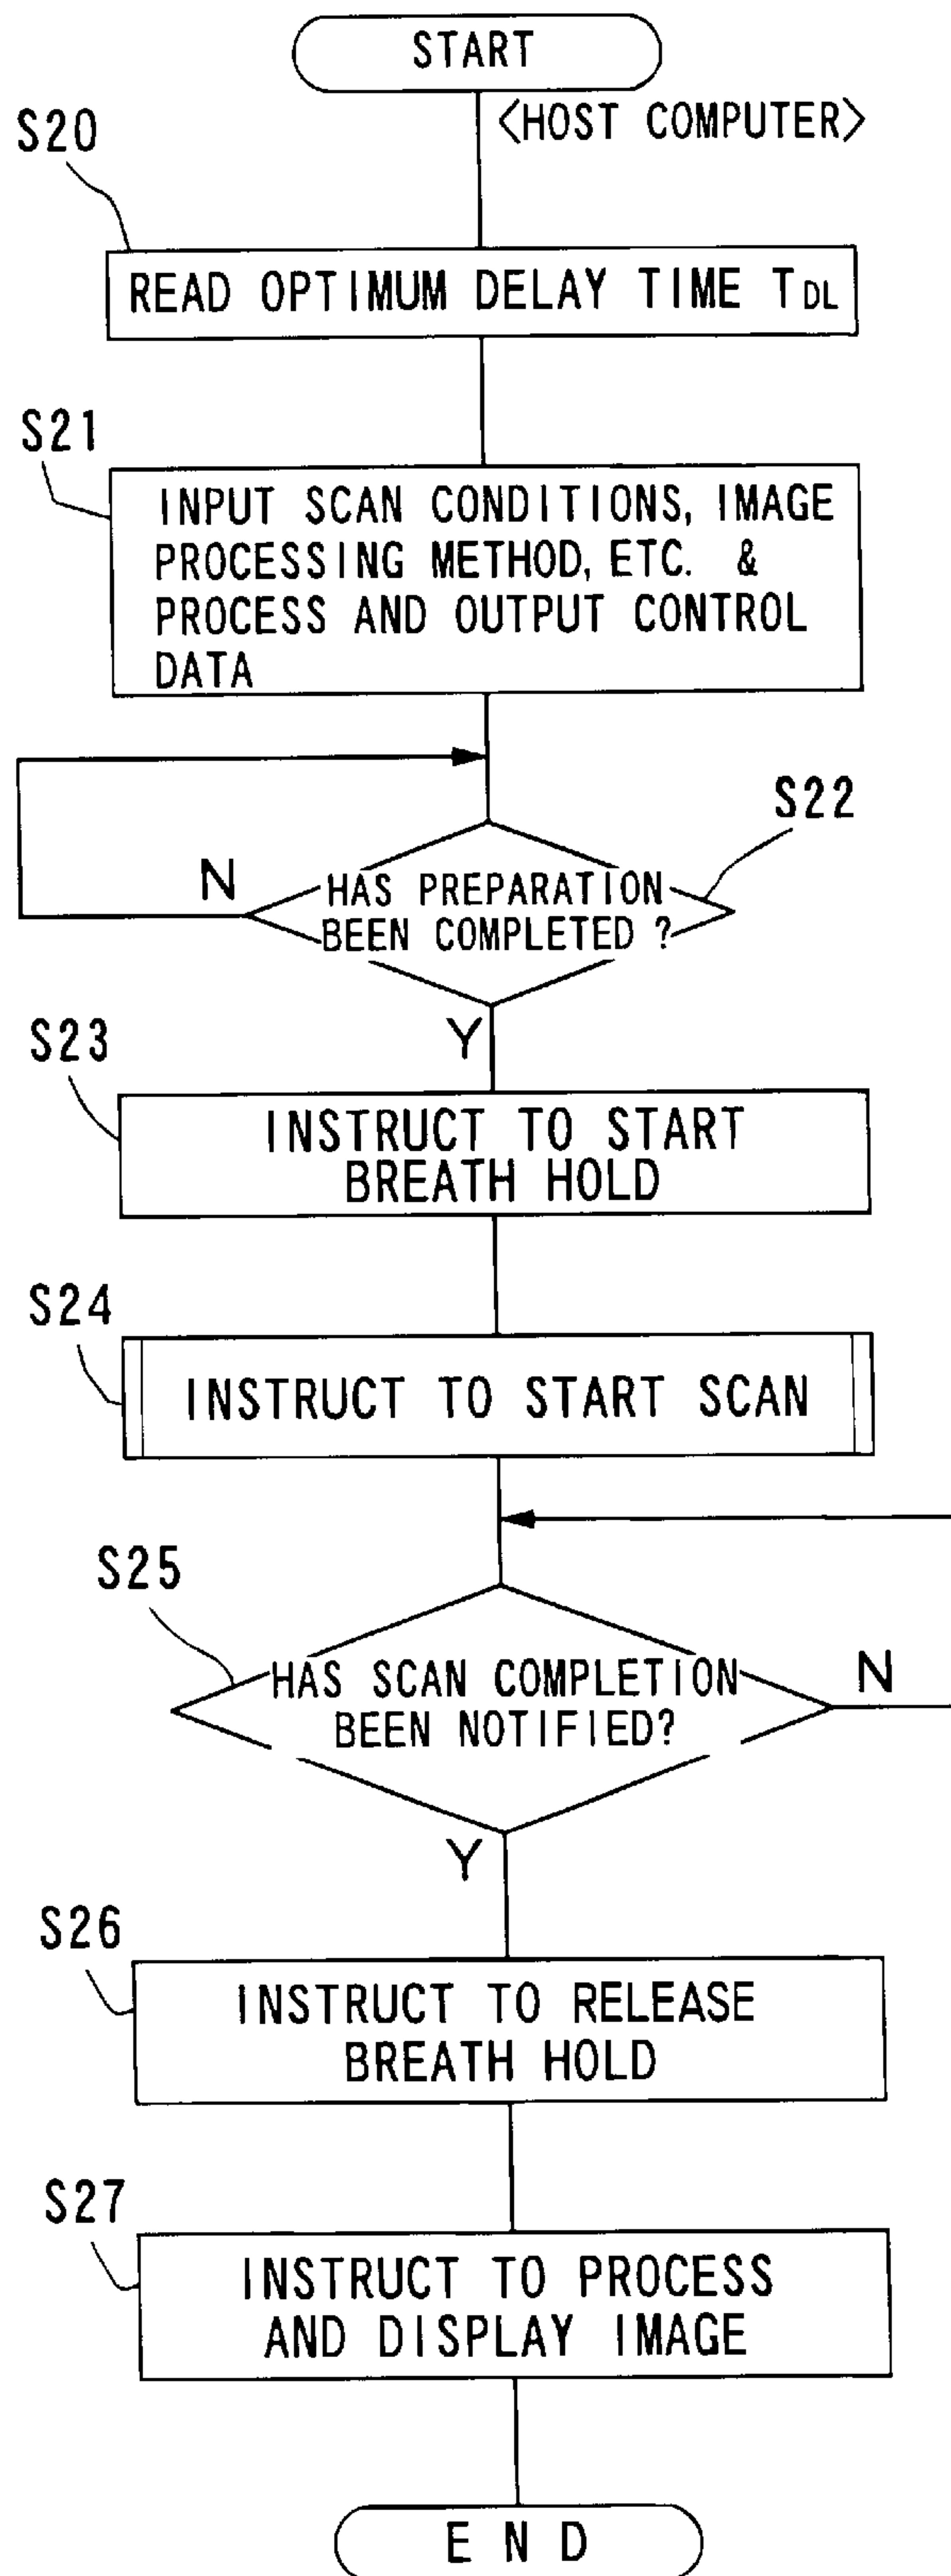 START
<HOST COMPUTER>
S20
READ OPTIMUM DELAY TIME TDL
S21
INPUT SCAN CONDITIONS, IMAGE
PROCESSING METHOD, ETC. &
PROCESS AND OUTPUT CONTROL
DATA
S22
N
HAS PREPARATION
BEEN COMPLETED ?
Y
S23
INSTRUCT TO START
BREATH HOLD
S24
INSTRUCT TO START SCAN
S25
HAS SCAN COMPLETION
BEEN NOTIFIED?
N
Y
S26
INSTRUCT TO RELEASE
BREATH HOLD
S27
INSTRUCT TO PROCESS
AND DISPLAY IMAGE
END